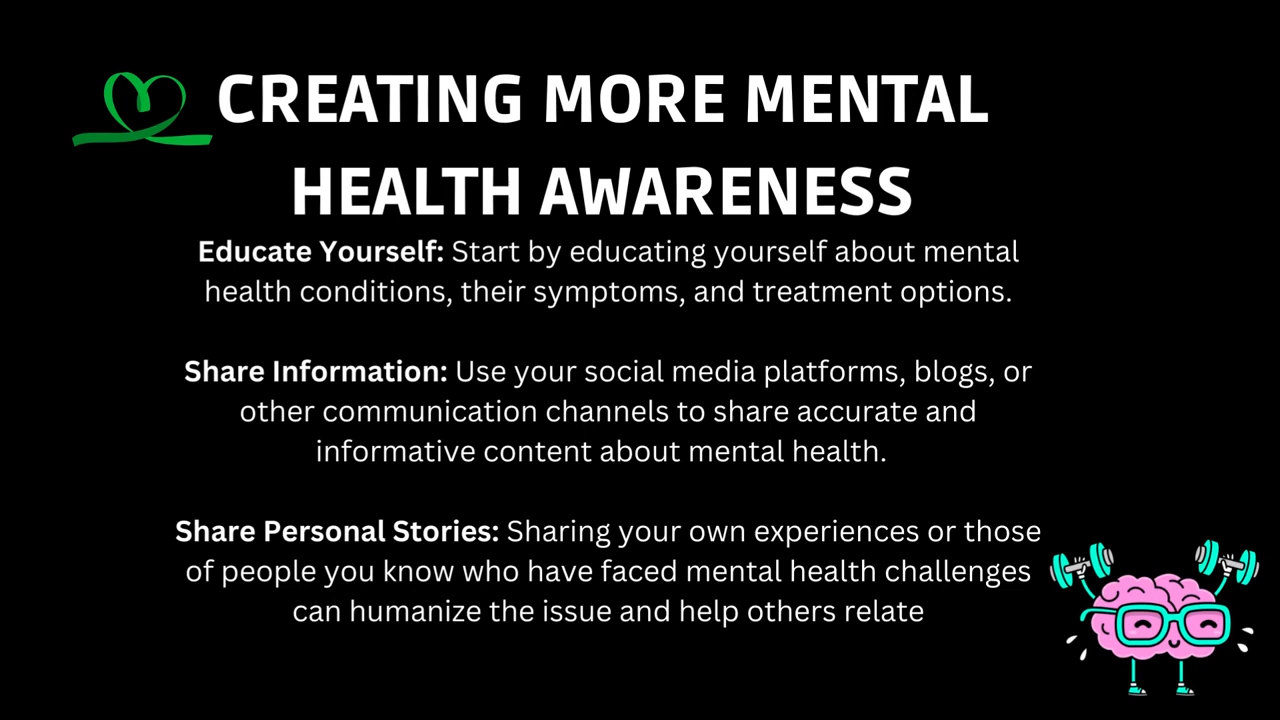 CREATING MORE MENTAL
HEALTH AWARENESS
Educate Yourself: Start by educating yourself about mental
health conditions, their symptoms, and treatment options.
Share Information: Use your social media platforms, blogs, or
other communication channels to share accurate and
informative content about mental health.
Share Personal Stories: Sharing your own experiences or those
of people you know who have faced mental health challenges
can humanize the issue and help others relate